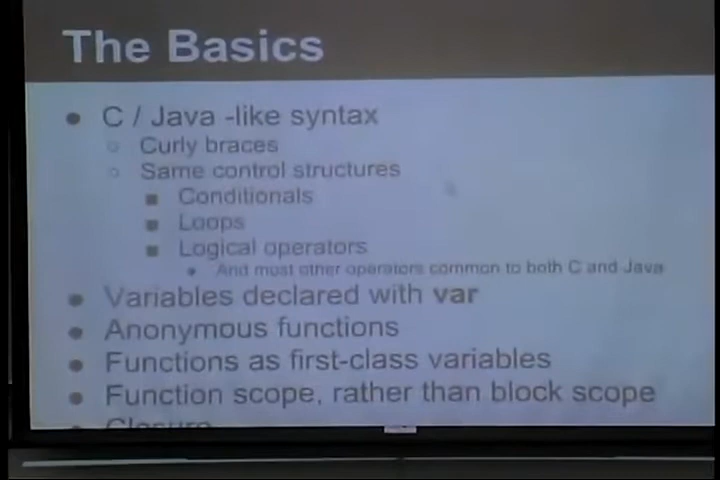 The Basics
C / Java -like syntax
Curly braces
Same control structures
Conditionals
Loops
Logical operators
And most other operators common to both C and Java
Variables declared with var
Anonymous functions
Functions as first-class variables
Function scope, rather than block scope
Closure